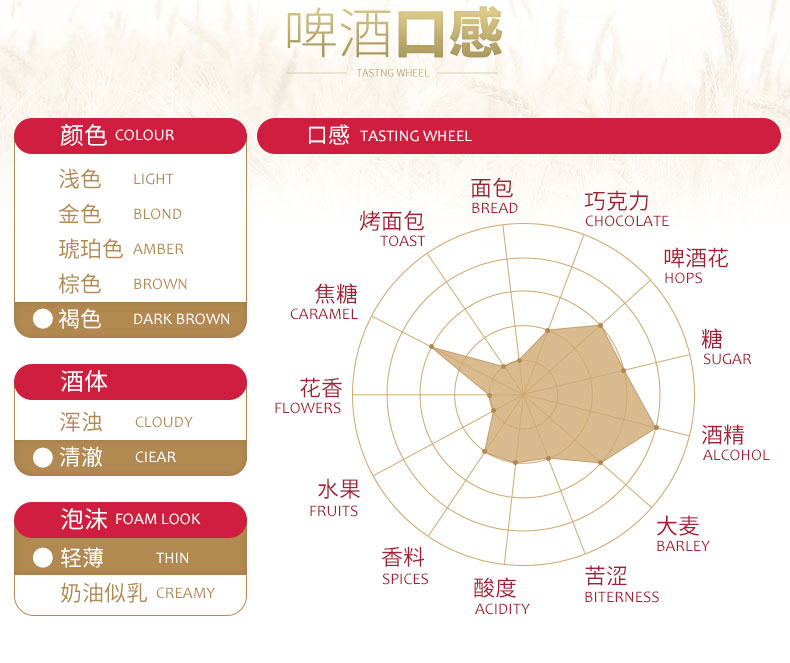 啤酒口感
TASTNG WHEEL
颜色 COLOUR
浅色 LIGHT
金色 BLOND
琥珀色 AMBER
棕色 BROWN
褐色 DARK BROWN
酒体
浑浊 CLOUDY
清澈 CIEAR
泡沫 FOAM LOOK
轻薄 THIN
奶油似乳 CREAMY
口感 TASTING WHEEL
面包
BREAD
巧克力
CHOCOLATE
啤酒花
HOPS
糖
SUGAR
酒精
ALCOHOL
大麦
BARLEY
苦涩
BITERNESS
酸度
ACIDITY
香料
SPICES
水果
FRUITS
花香
FLOWERS
焦糖
CARAMEL
烤面包
TOAST